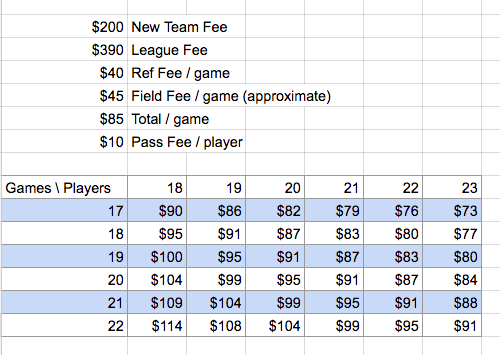 $200 New Team Fee
$390 League Fee
$40 Ref Fee / game
$45 Field Fee / game (approximate)
$85 Total / game
$10 Pass Fee / player
Games \ Players 18 19 20 21 22 23
17 $90 $86 $82 $79 $76 $73
18 $95 $91 $87 $83 $80 $77
19 $100 $95 $91 $87 $83 $80
20 $104 $99 $95 $91 $87 $84
21 $109 $104 $99 $95 $91 $88
22 $114 $108 $104 $99 $95 $91